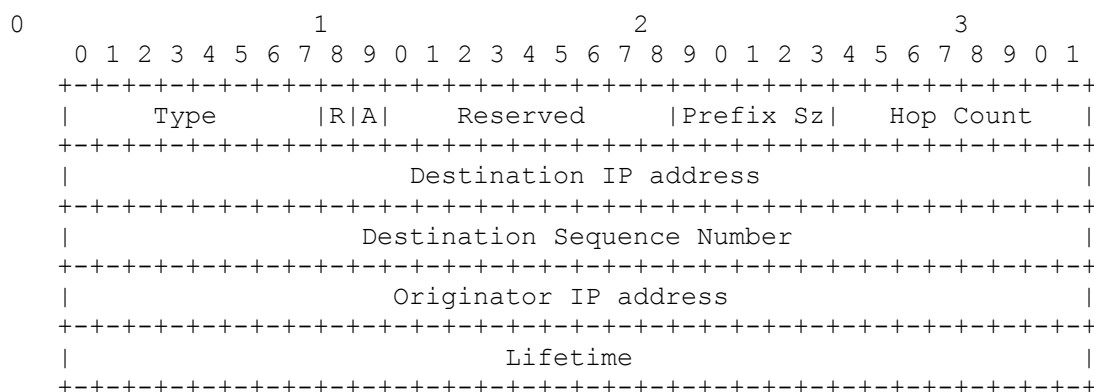 0                   1                   2                   3
    0 1 2 3 4 5 6 7 8 9 0 1 2 3 4 5 6 7 8 9 0 1 2 3 4 5 6 7 8 9 0 1
   +-+-+-+-+-+-+-+-+-+-+-+-+-+-+-+-+-+-+-+-+-+-+-+-+-+-+-+-+-+-+-+-+
   |     Type      |R|A|    Reserved     |Prefix Sz|   Hop Count   |
   +-+-+-+-+-+-+-+-+-+-+-+-+-+-+-+-+-+-+-+-+-+-+-+-+-+-+-+-+-+-+-+-+
   |                     Destination IP address                    |
   +-+-+-+-+-+-+-+-+-+-+-+-+-+-+-+-+-+-+-+-+-+-+-+-+-+-+-+-+-+-+-+-+
   |                  Destination Sequence Number                  |
   +-+-+-+-+-+-+-+-+-+-+-+-+-+-+-+-+-+-+-+-+-+-+-+-+-+-+-+-+-+-+-+-+
   |                    Originator IP address                      |
   +-+-+-+-+-+-+-+-+-+-+-+-+-+-+-+-+-+-+-+-+-+-+-+-+-+-+-+-+-+-+-+-+
   |                           Lifetime                            |
   +-+-+-+-+-+-+-+-+-+-+-+-+-+-+-+-+-+-+-+-+-+-+-+-+-+-+-+-+-+-+-+-+